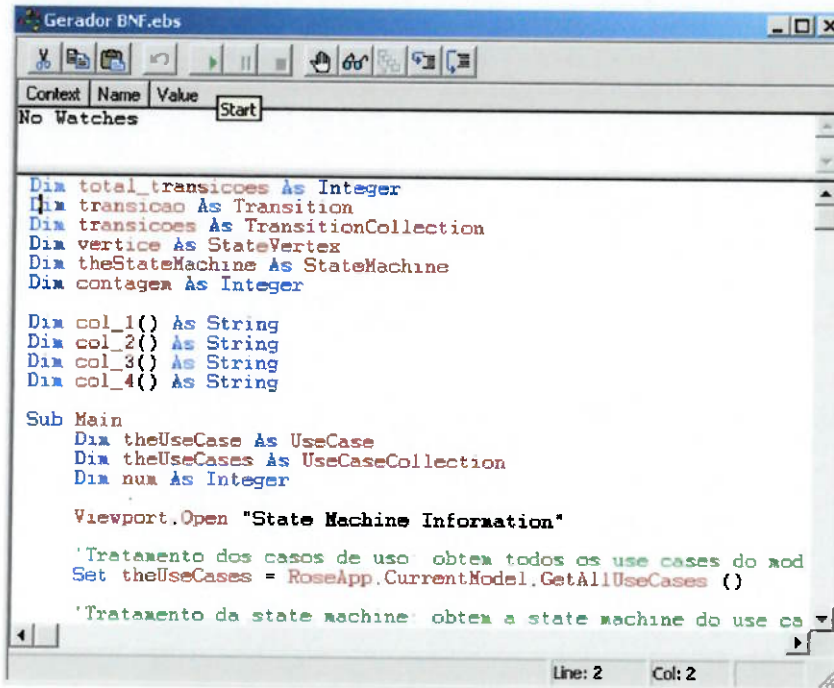 Gerador BNF.ebs
Context Name Value
Start
No Watches
Dim total_transicoes As Integer
Dim transicao As Transition
Dim transicoes As TransitionCollection
Dim vertice As StateVertex
Dim theStateMachine As StateMachine
Dim contagem As Integer
Dim col_1() As String
Dim col_2() As String
Dim col_3() As String
Dim col_4() As String
Sub Main
Dim theUseCase As UseCase
Dim theUseCases As UseCaseCollection
Dim num As Integer
Viewport.Open "State Machine Information"
'Tratamento dos casos de uso: obtem todos os use cases do mod
Set theUseCases = RoseApp.CurrentModel.GetAllUseCases ()
'Tratamento da state machine: obtem a state machine do use ca
Line: 2 Col: 2